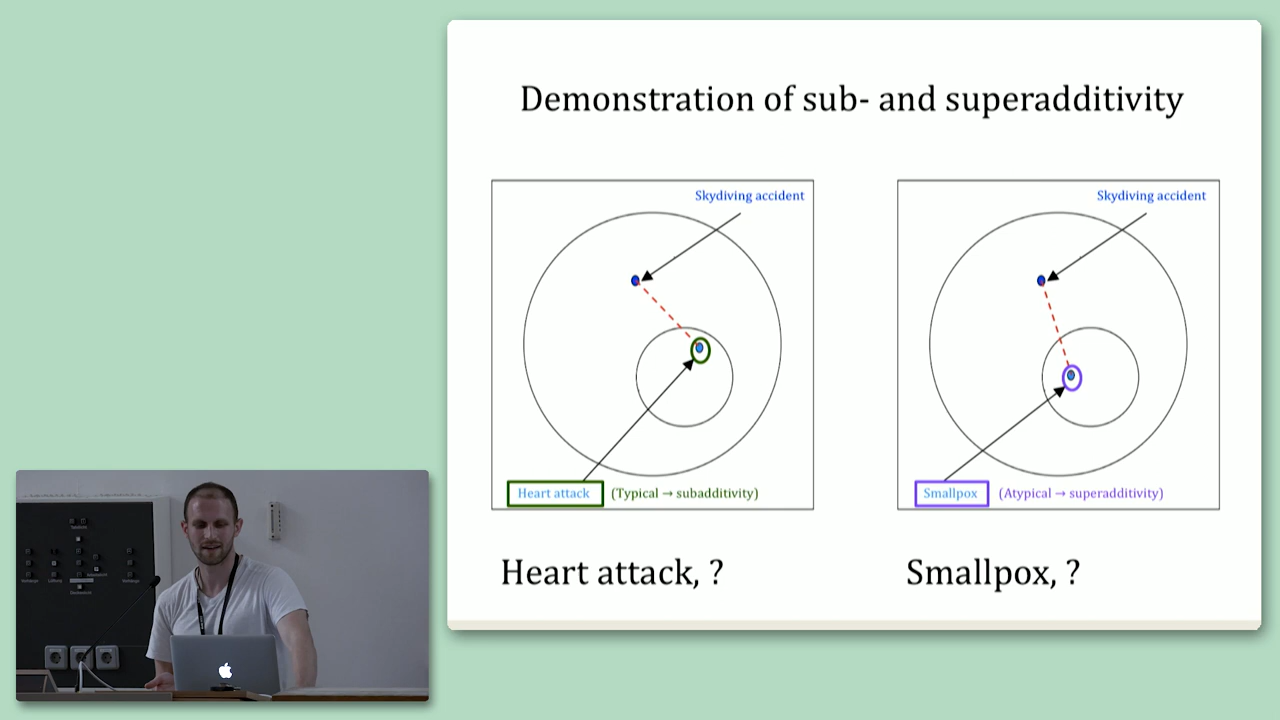 Demonstration of sub- and superadditivity
Skydiving accident
Heart attack (Typical → subadditivity)
Heart attack, ?
Skydiving accident
Smallpox (Atypical → superadditivity)
Smallpox, ?